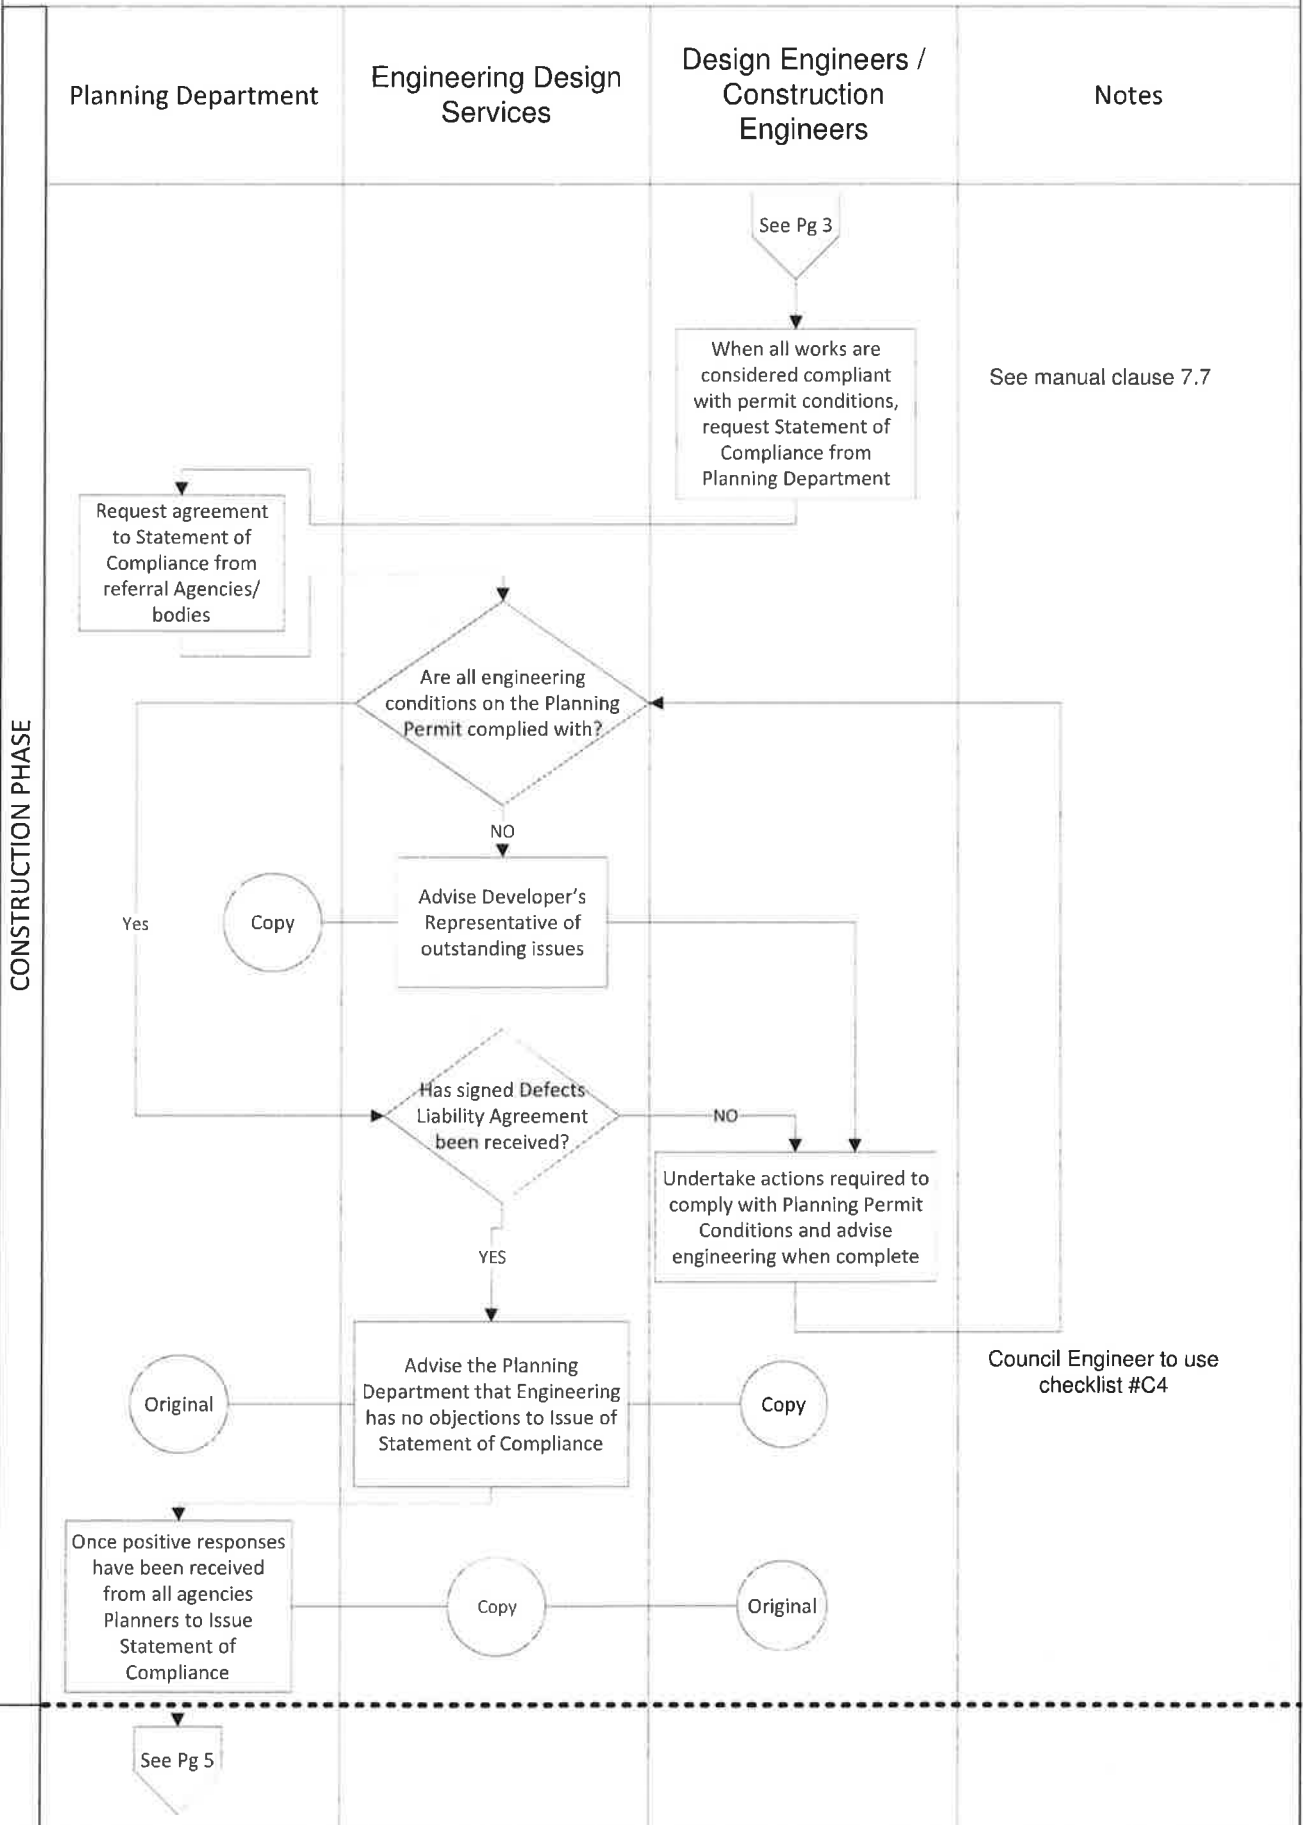 Planning Department
Engineering Design
Services
Design Engineers /
Construction
Engineers
Notes
CONSTRUCTION PHASE
See Pg 3
When all works are
considered compliant
with permit conditions,
request Statement of
Compliance from
Planning Department
See manual clause 7.7
Request agreement
to Statement of
Compliance from
referral Agencies/
bodies
Are all engineering
conditions on the Planning
Permit complied with?
NO
Yes
Copy
Advise Developer's
Representative of
outstanding issues
Has signed Defects
Liability Agreement
been received?
NO
YES
Undertake actions required to
comply with Planning Permit
Conditions and advise
engineering when complete
Original
Advise the Planning
Department that Engineering
has no objections to Issue of
Statement of Compliance
Copy
Council Engineer to use
checklist #C4
Once positive responses
have been received
from all agencies
Planners to Issue
Statement of
Compliance
Copy
Original
See Pg 5